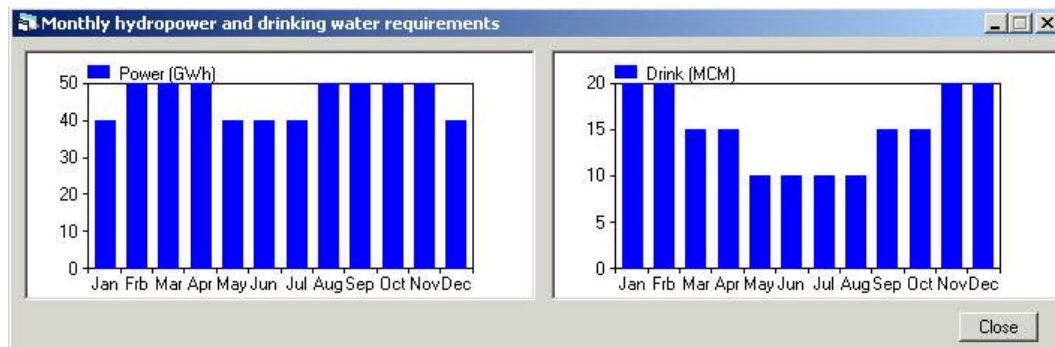 Monthly hydropower and drinking water requirements
Power (GWh)
50
40
30
20
10
0
Jan Frb Mar Apr May Jun Jul Aug Sep Oct Nov Dec
Drink (MCM)
20
15
10
5
0
Jan Frb Mar Apr May Jun Jul Aug Sep Oct Nov Dec
Close